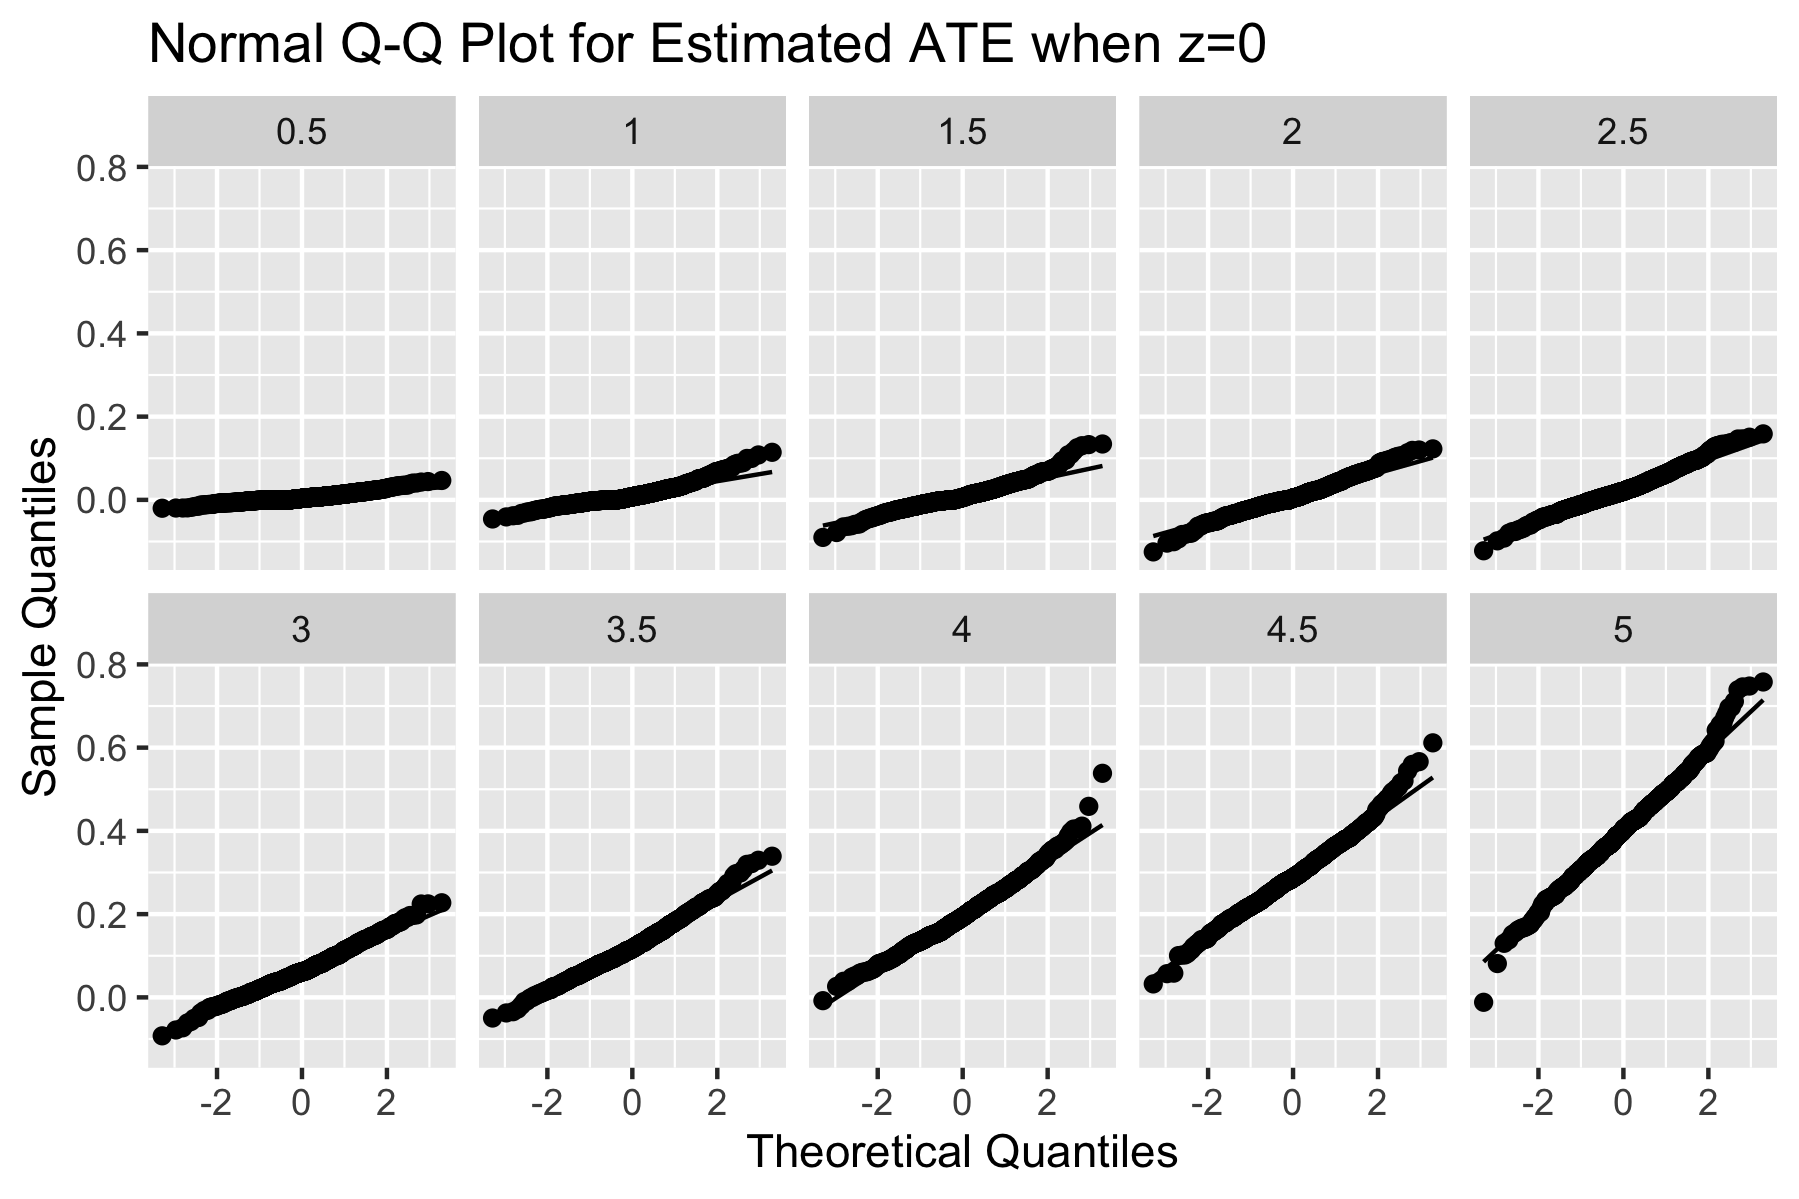 Normal Q-Q Plot for Estimated ATE when z=0
0.5 1 1.5 2 2.5
0.8
0.6
0.4
0.2
0.0
3 3.5 4 4.5 5
0.8
0.6
0.4
0.2
0.0
Sample Quantiles
-2 0 2 -2 0 2 -2 0 2 -2 0 2 -2 0 2
Theoretical Quantiles